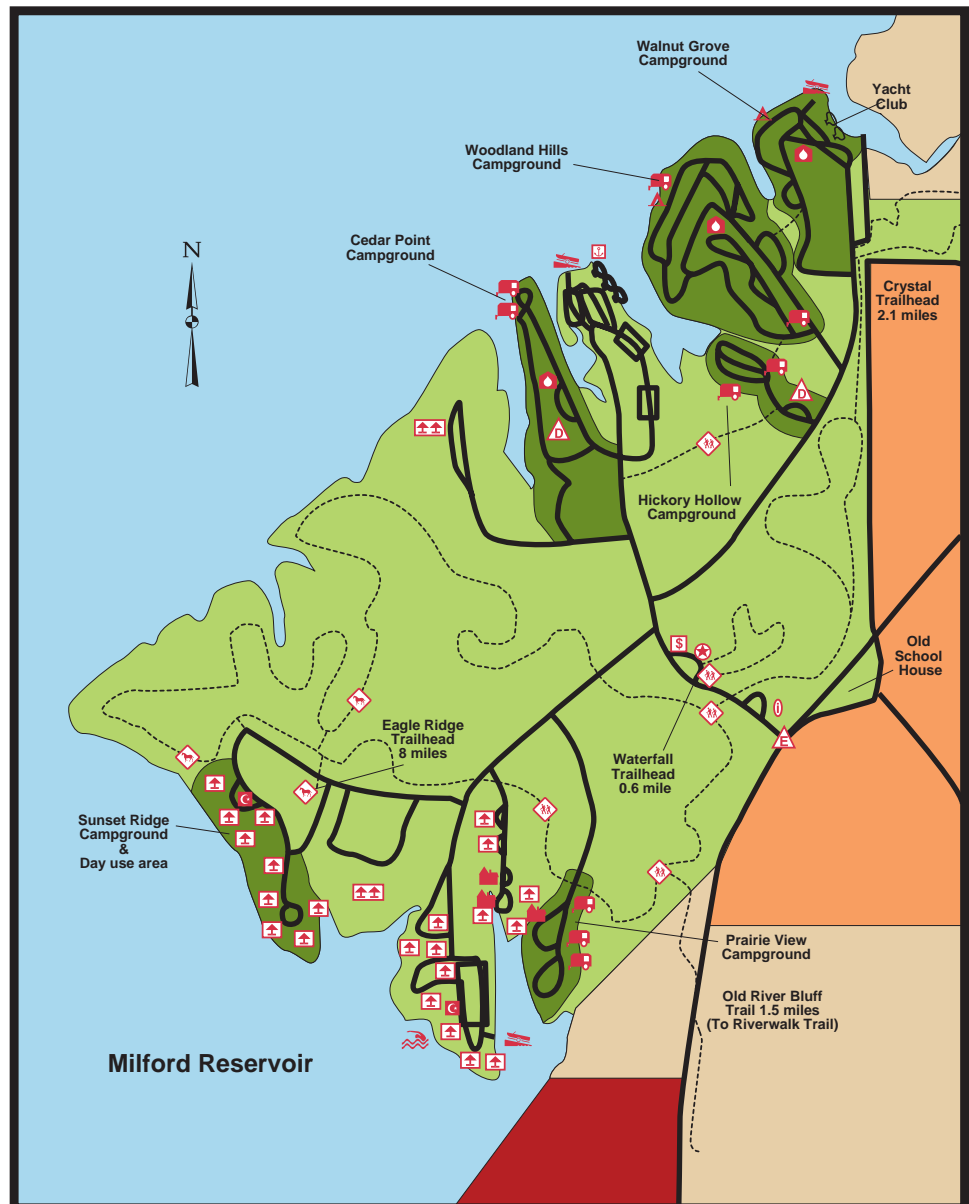 Walnut Grove
Campground
Yacht
Club
Woodland Hills
Campground
N
Cedar Point
Campground
Crystal
Trailhead
2.1 miles
D
D
Hickory Hollow
Campground
$
Old
School
House
i
E
Eagle Ridge
Trailhead
8 miles
Waterfall
Trailhead
0.6 mile
Sunset Ridge
Campground
&
Day use area
Prairie View
Campground
Old River Bluff
Trail 1.5 miles
(To Riverwalk Trail)
Milford Reservoir